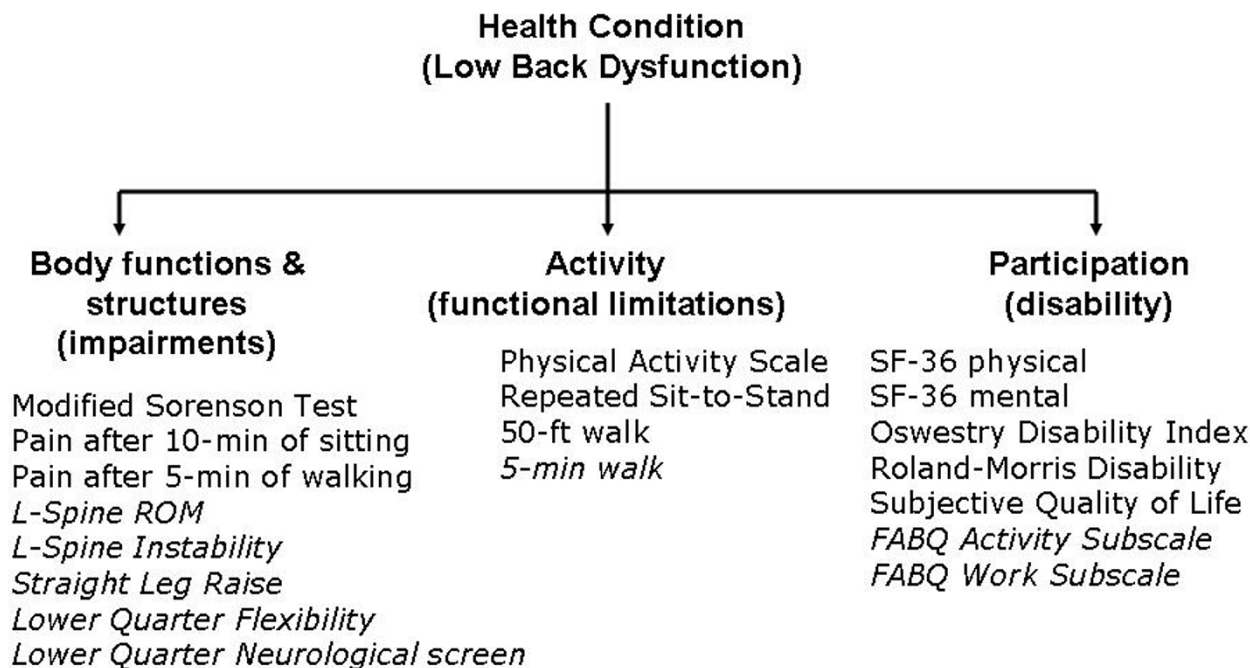 Health Condition
(Low Back Dysfunction)
Body functions &
structures
(impairments)
Modified Sorenson Test
Pain after 10-min of sitting
Pain after 5-min of walking
L-Spine ROM
L-Spine Instability
Straight Leg Raise
Lower Quarter Flexibility
Lower Quarter Neurological screen
Activity
(functional limitations)
Physical Activity Scale
Repeated Sit-to-Stand
50-ft walk
5-min walk
Participation
(disability)
SF-36 physical
SF-36 mental
Oswestry Disability Index
Roland-Morris Disability
Subjective Quality of Life
FABQ Activity Subscale
FABQ Work Subscale